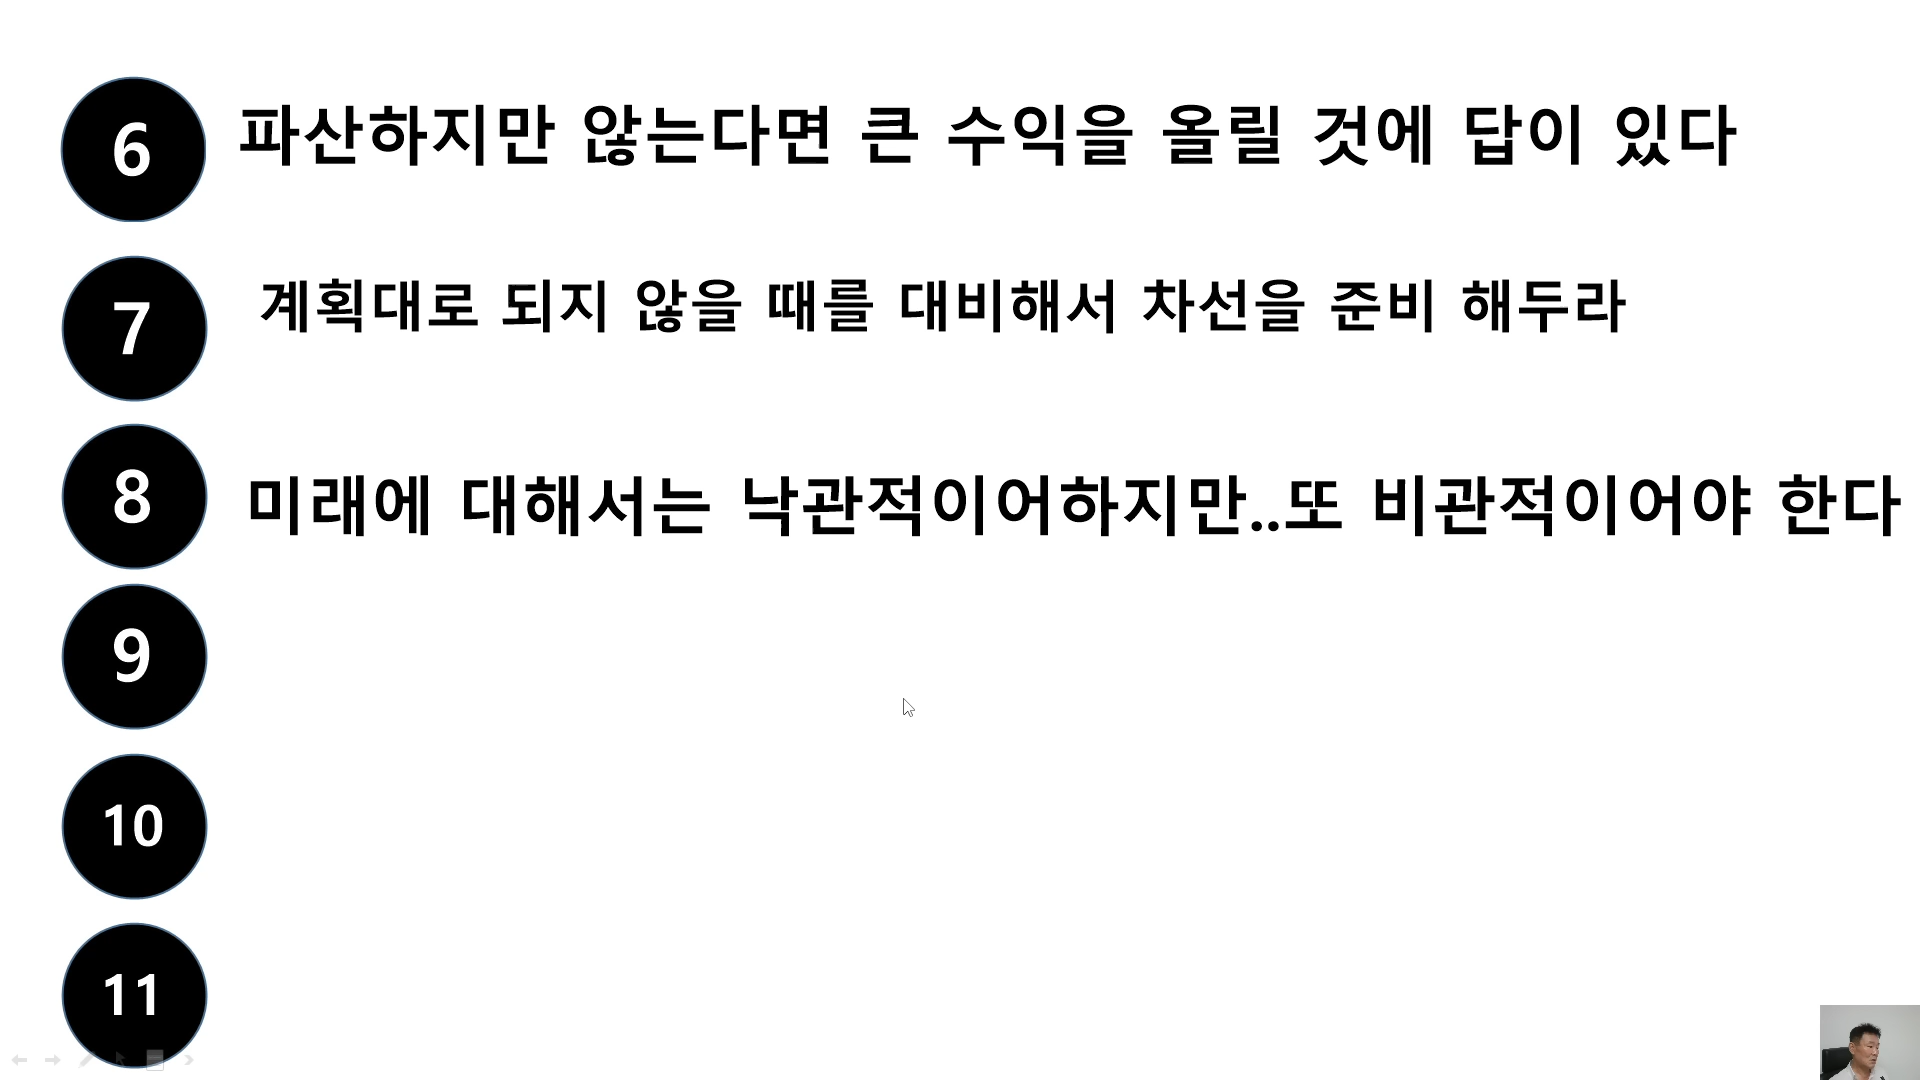 6 파산하지만 않는다면 큰 수익을 올릴 것에 답이 있다
7 계획대로 되지 않을 때를 대비해서 차선을 준비 해두라
8 미래에 대해서는 낙관적이어하지만..또 비관적이어야 한다
9
10
11